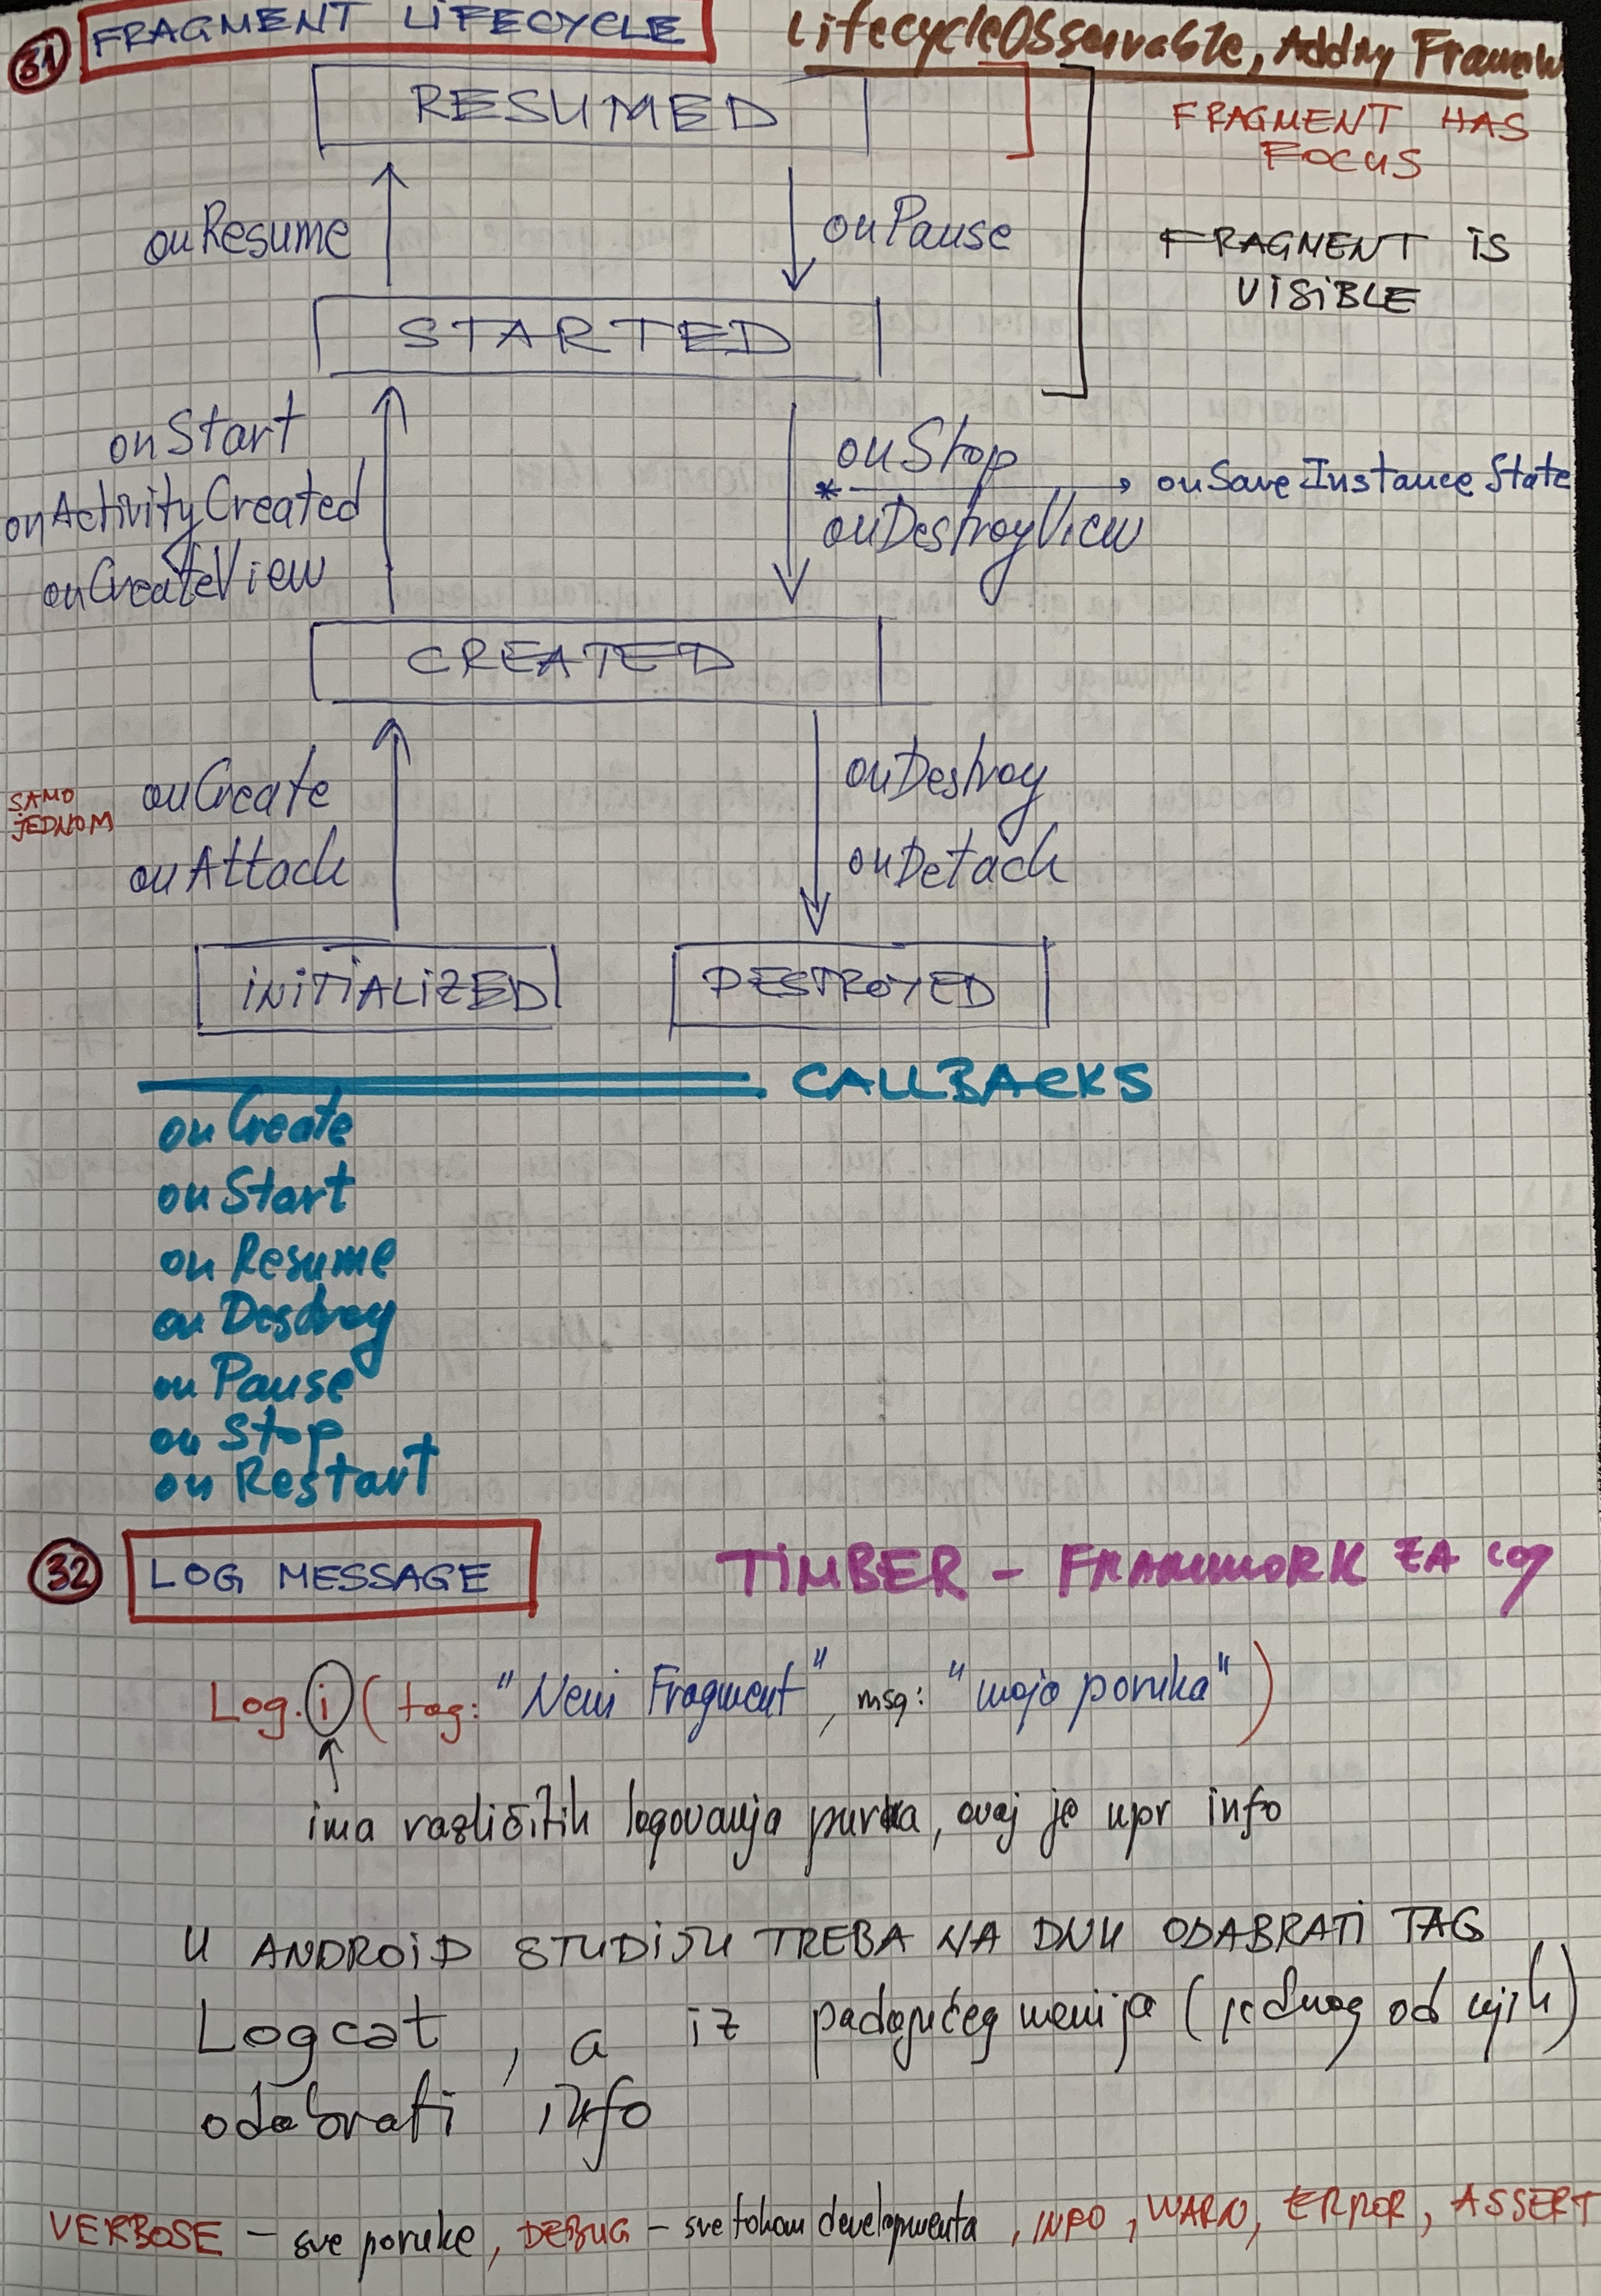 31 FRAGMENT LIFECYCLE
LifecycleObservable, Adding
RESUMED
FRAGMENT HAS
FOCUS
onResume
onPause
FRAGMENT IS
VISIBLE
STARTED
onStart
onActivityCreated
onCreateView
onStop
* → onSaveInstanceState
onDestroyView
CREATED
SAMO
JEDNOM
onCreate
onAttach
onDestroy
onDetach
INITIALIZED
DESTROYED
CALLBACKS
onCreate
onStart
onResume
onDestroy
onPause
onStop
onRestart
32 LOG MESSAGE
TIMBER - FRAMWORK ZA log
Log.i ( tag: "Neni Fragment", msg: "moja poruka" )
ima različitih logovanja poruka, ovaj je npr info
U ANDROID STUDIJU TREBA NA DNU ODABRATI TAG
Logcat, a iz padajućeg menija (jednog od njih)
odabrati info
VERBOSE - sve poruke, DEBUG - sve tokom developmenta, INFO, WARN, ERROR, ASSERT